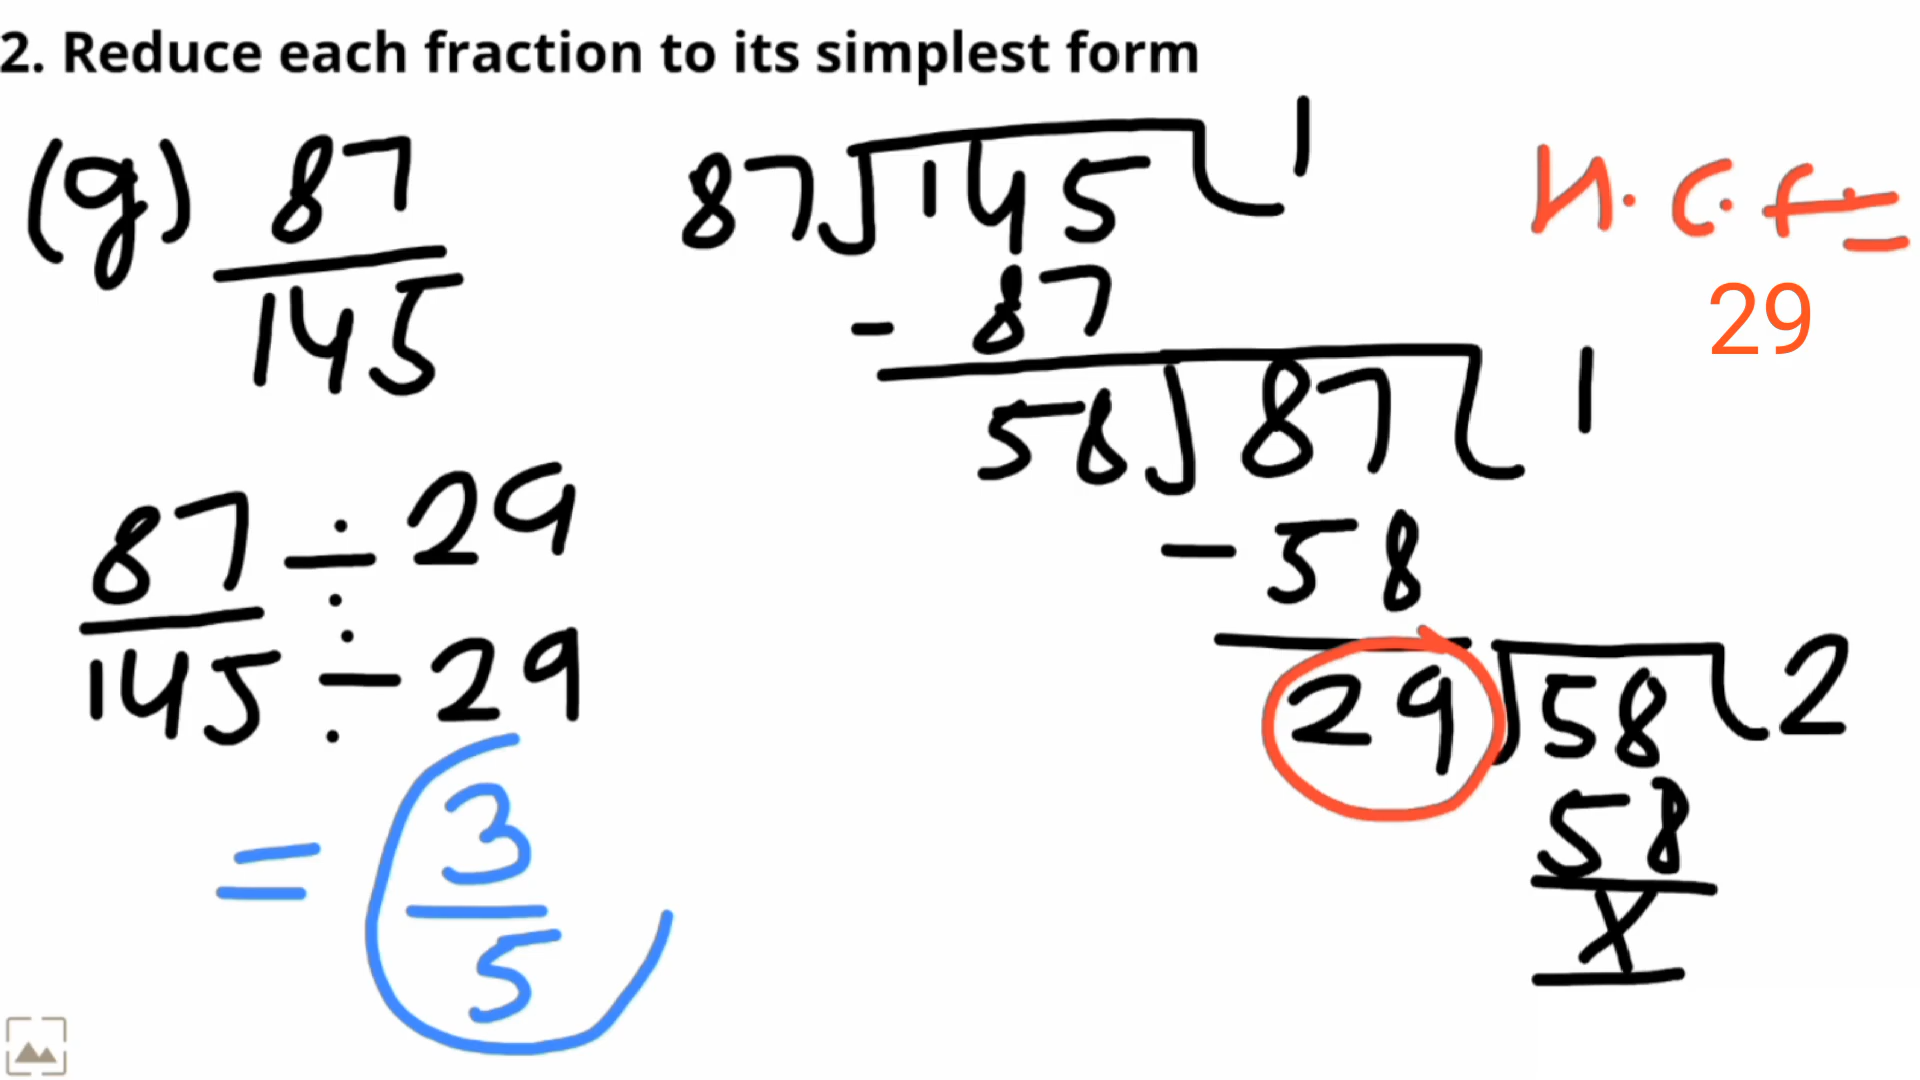 2. Reduce each fraction to its simplest form
(g) 87
145
87 ÷ 29
145 ÷ 29
= 3
5
87 145 1
- 87
58 87 1
- 58
29 58 2
58
X
H.C.F. =
29